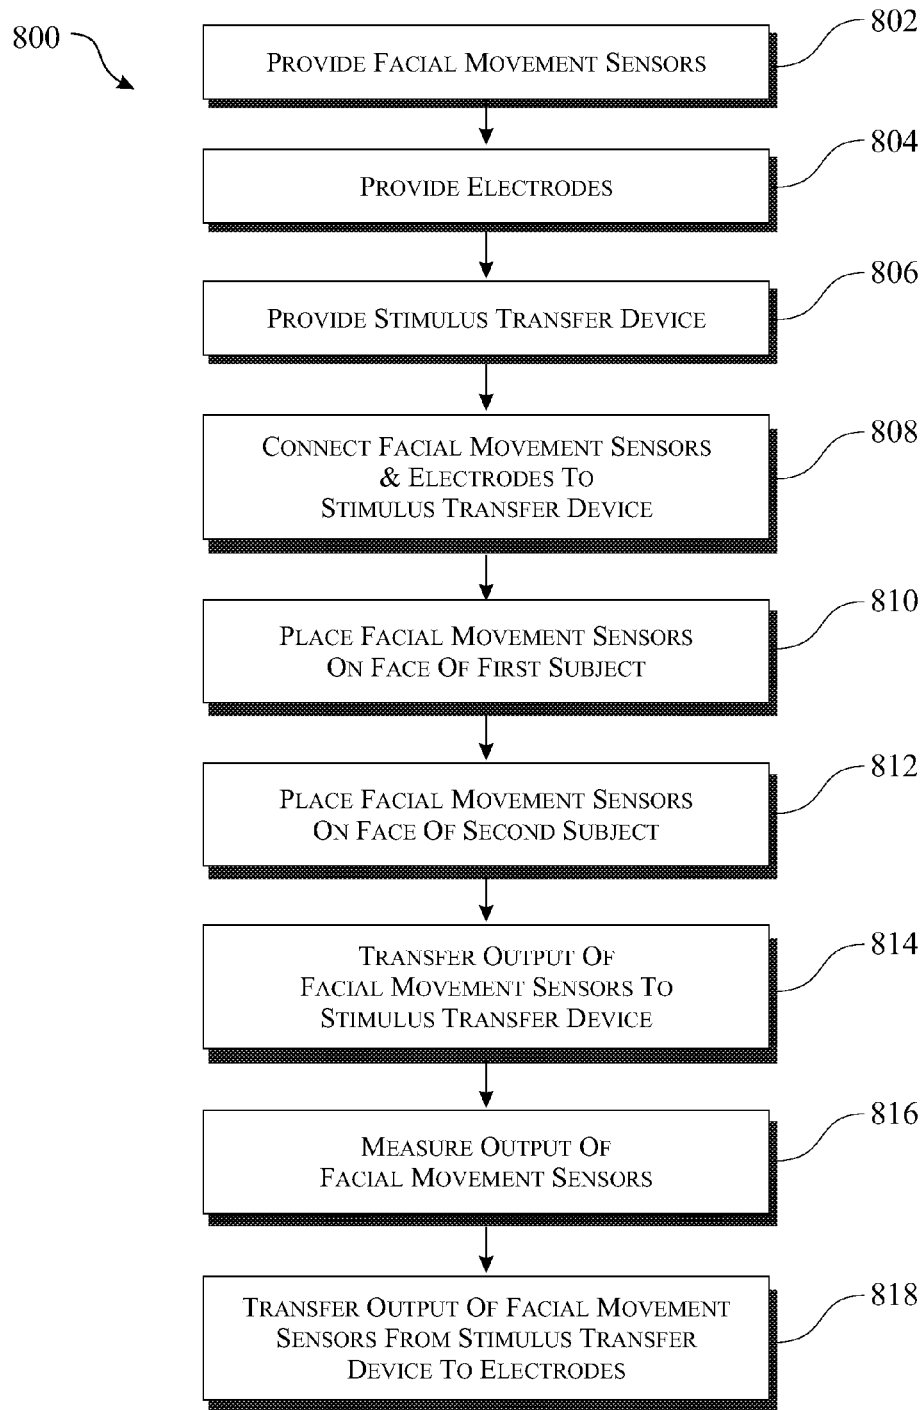 800
802
PROVIDE FACIAL MOVEMENT SENSORS
804
PROVIDE ELECTRODES
806
PROVIDE STIMULUS TRANSFER DEVICE
808
CONNECT FACIAL MOVEMENT SENSORS
& ELECTRODES TO
STIMULUS TRANSFER DEVICE
810
PLACE FACIAL MOVEMENT SENSORS
ON FACE OF FIRST SUBJECT
812
PLACE FACIAL MOVEMENT SENSORS
ON FACE OF SECOND SUBJECT
814
TRANSFER OUTPUT OF
FACIAL MOVEMENT SENSORS TO
STIMULUS TRANSFER DEVICE
816
MEASURE OUTPUT OF
FACIAL MOVEMENT SENSORS
818
TRANSFER OUTPUT OF FACIAL MOVEMENT
SENSORS FROM STIMULUS TRANSFER
DEVICE TO ELECTRODES